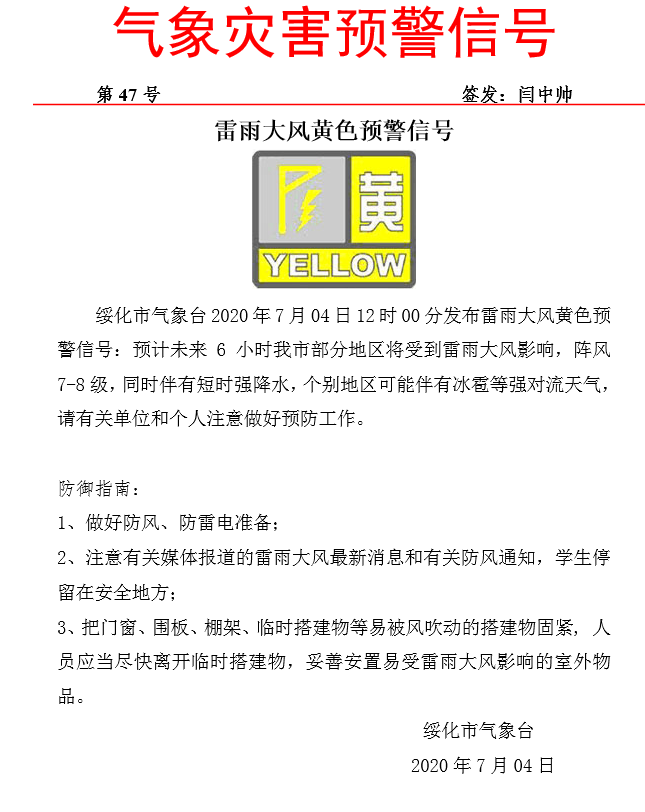 气象灾害预警信号
第 47 号 签发：闫中帅
雷雨大风黄色预警信号
黄
YELLOW
绥化市气象台 2020 年 7 月 04 日 12 时 00 分发布雷雨大风黄色预
警信号：预计未来 6 小时我市部分地区将受到雷雨大风影响，阵风
7-8 级，同时伴有短时强降水，个别地区可能伴有冰雹等强对流天气，
请有关单位和个人注意做好预防工作。
防御指南：
1、做好防风、防雷电准备；
2、注意有关媒体报道的雷雨大风最新消息和有关防风通知，学生停
留在安全地方；
3、把门窗、围板、棚架、临时搭建物等易被风吹动的搭建物固紧，人
员应当尽快离开临时搭建物，妥善安置易受雷雨大风影响的室外物
品。
绥化市气象台
2020 年 7 月 04 日